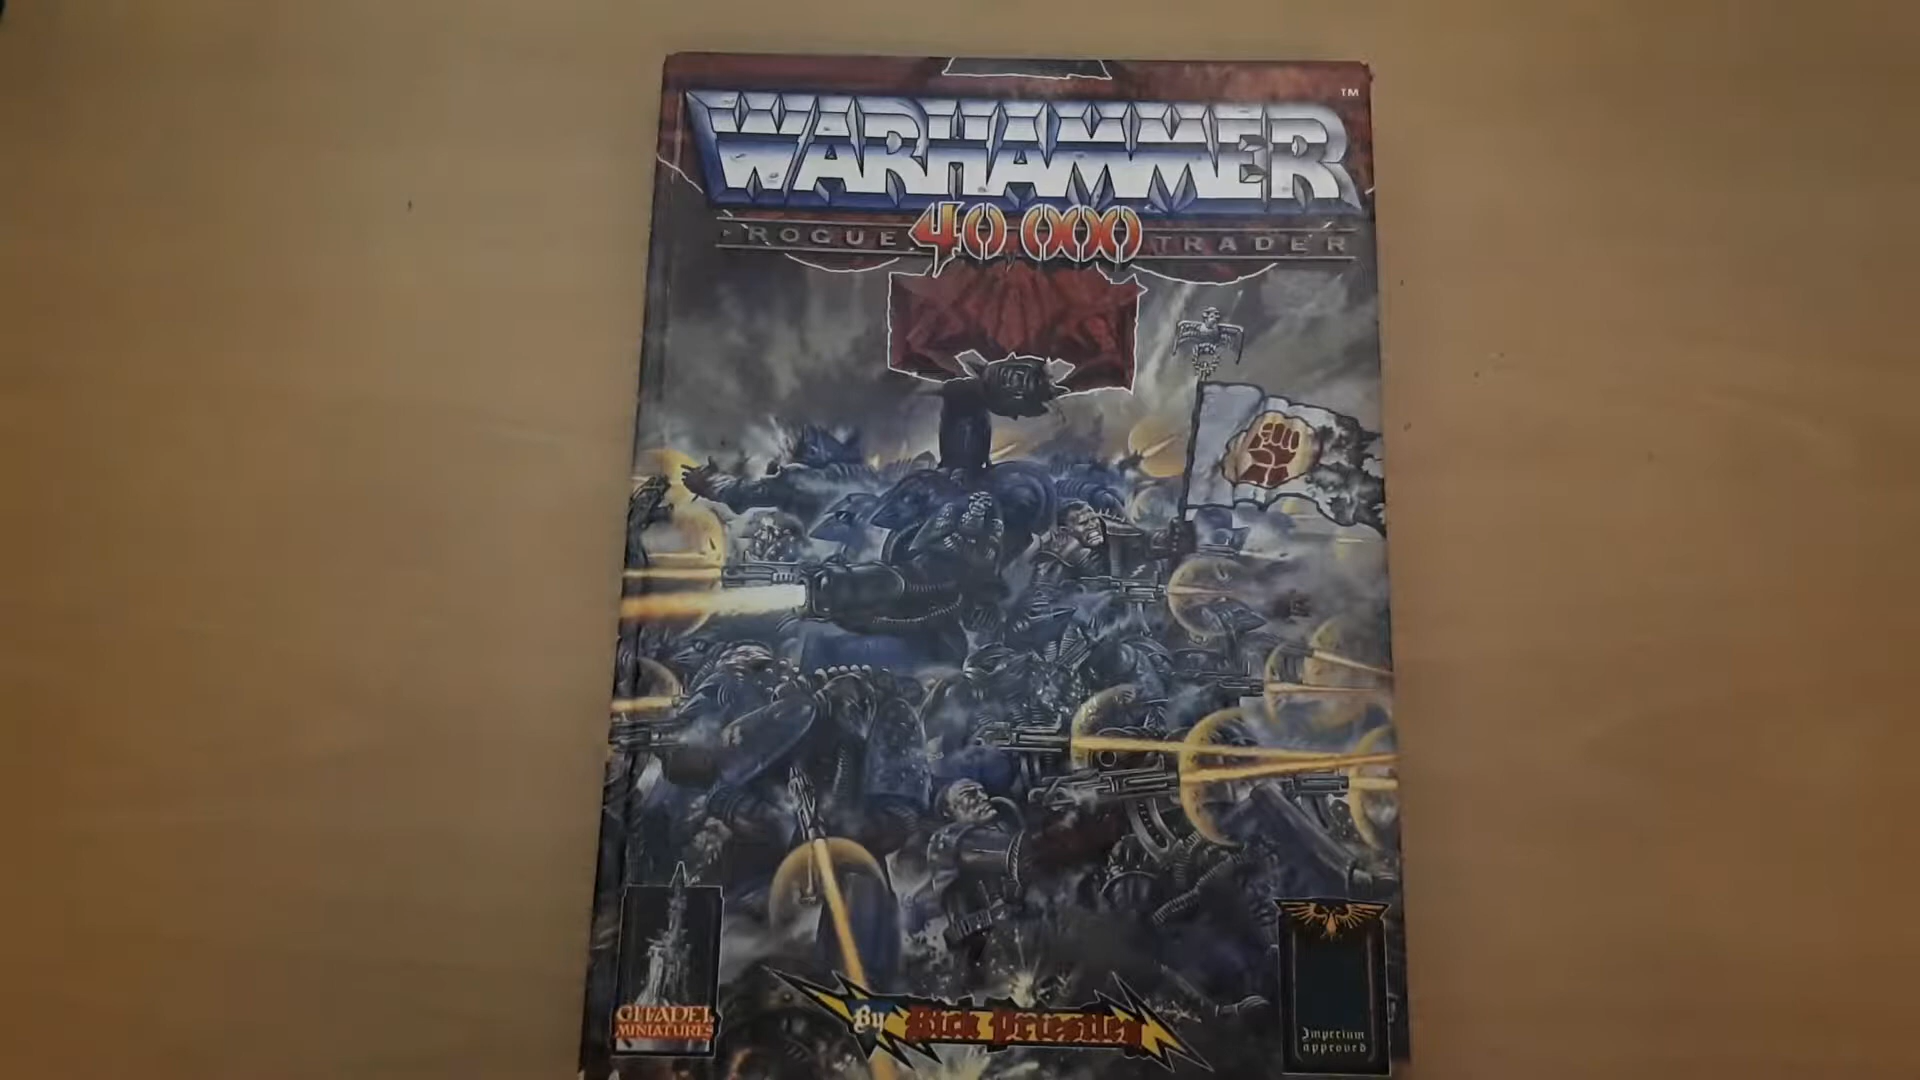 WARHAMMER
TM
ROGUE 40,000 TRADER
By Rick Priestley
CITADEL
MINIATURES
Imperium
approved